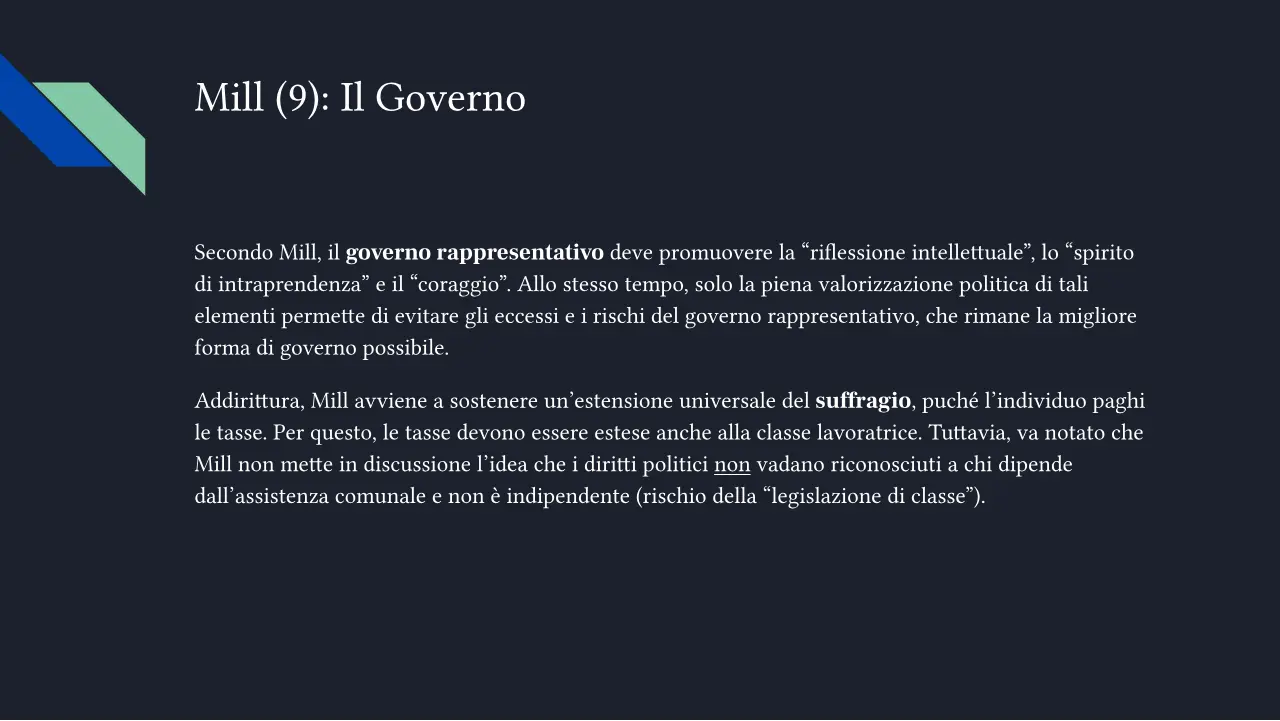 Mill (9): Il Governo
Secondo Mill, il governo rappresentativo deve promuovere la “riflessione intellettuale”, lo “spirito
di intraprendenza” e il “coraggio”. Allo stesso tempo, solo la piena valorizzazione politica di tali
elementi permette di evitare gli eccessi e i rischi del governo rappresentativo, che rimane la migliore
forma di governo possibile.
Addirittura, Mill avviene a sostenere un’estensione universale del suffragio, puché l’individuo paghi
le tasse. Per questo, le tasse devono essere estese anche alla classe lavoratrice. Tuttavia, va notato che
Mill non mette in discussione l’idea che i diritti politici non vadano riconosciuti a chi dipende
dall’assistenza comunale e non è indipendente (rischio della “legislazione di classe”).